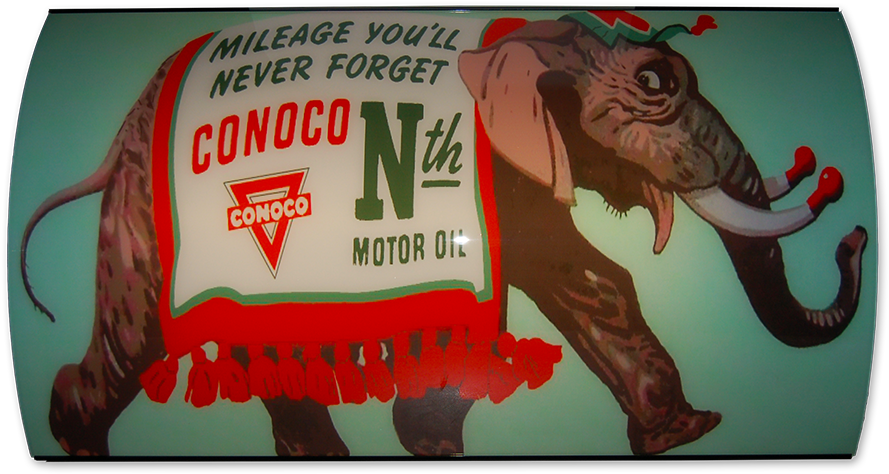 MILEAGE YOU'LL
NEVER FORGET
CONOCO Nth
CONOCO
MOTOR OIL